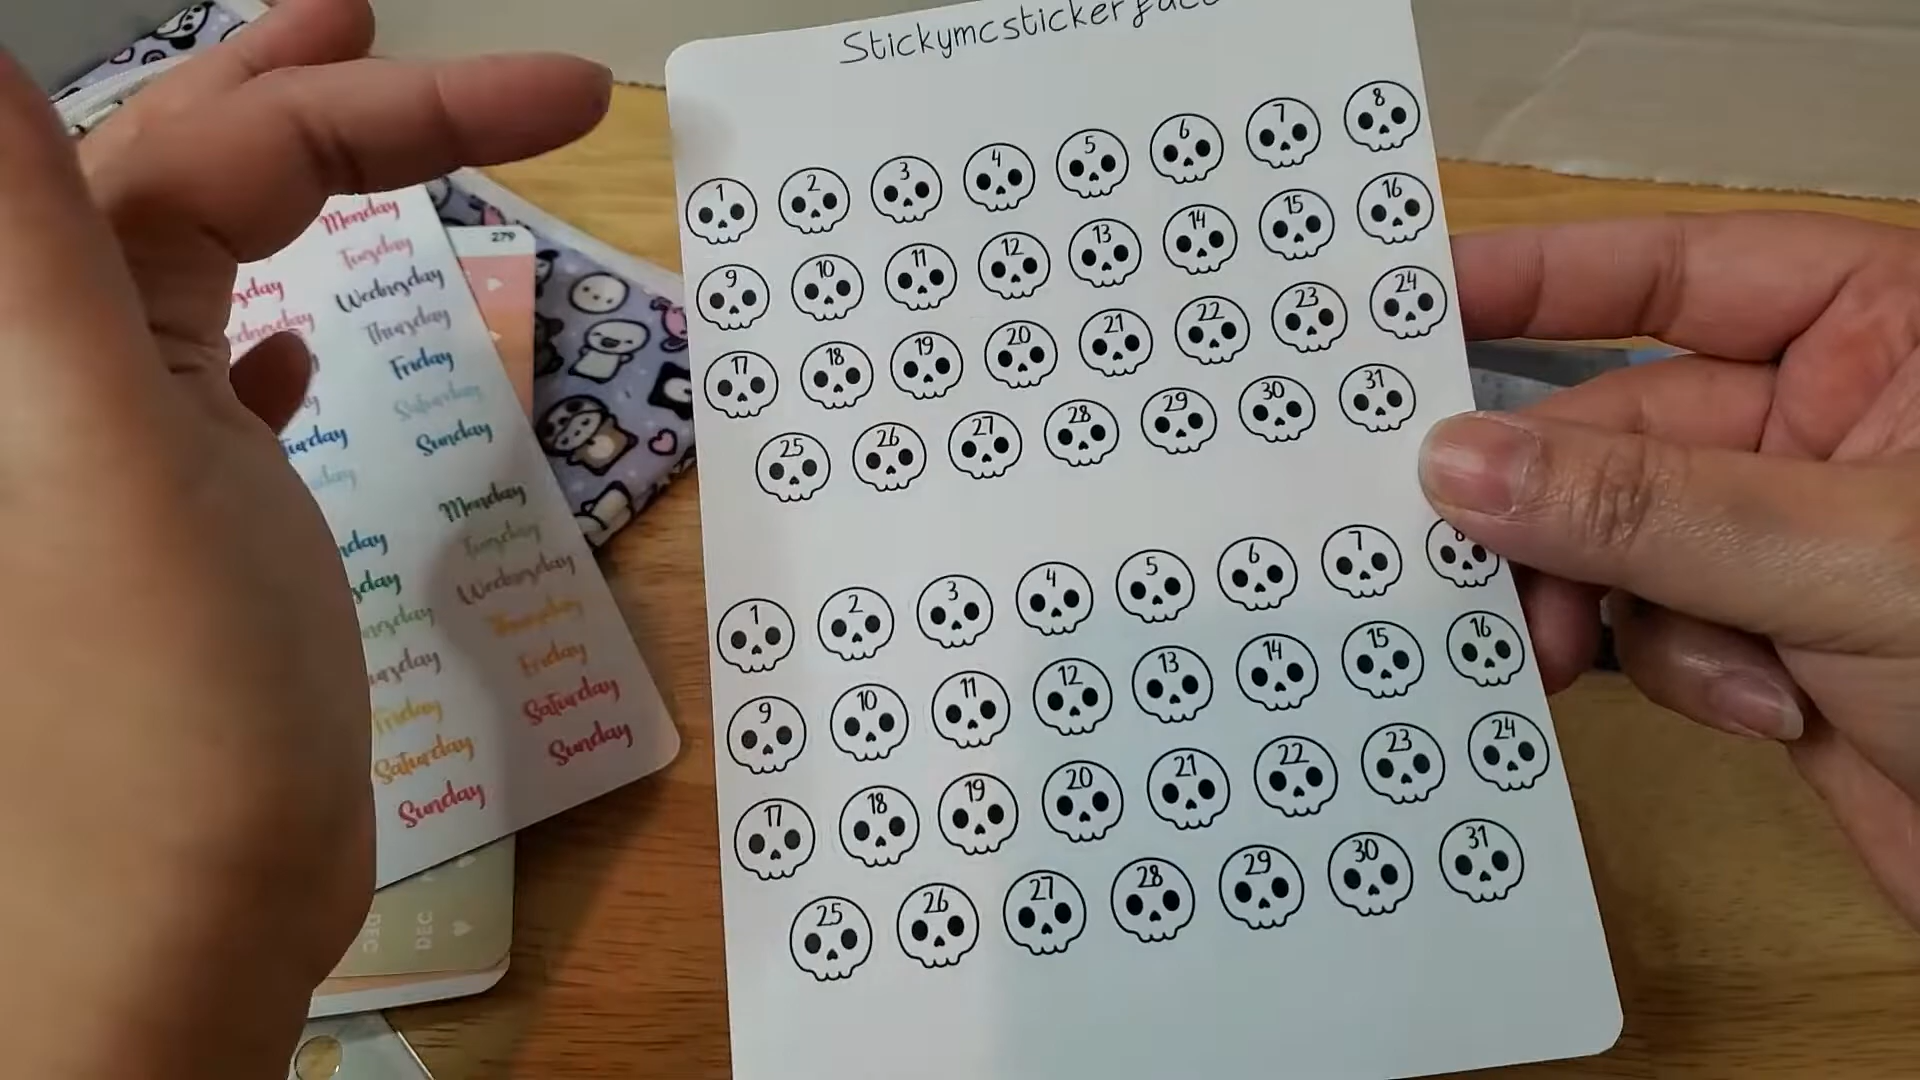 Stickymcstickerface
1 2 3 4 5 6 7 8
9 10 11 12 13 14 15 16
17 18 19 20 21 22 23 24
25 26 27 28 29 30 31
1 2 3 4 5 6 7 8
9 10 11 12 13 14 15 16
17 18 19 20 21 22 23 24
25 26 27 28 29 30 31
279
Monday
Tuesday
Wednesday
Thursday
Friday
Saturday
Sunday
Monday
Tuesday
Wednesday
Thursday
Friday
Saturday
Sunday
Friday
Saturday
Sunday
DEC DEC